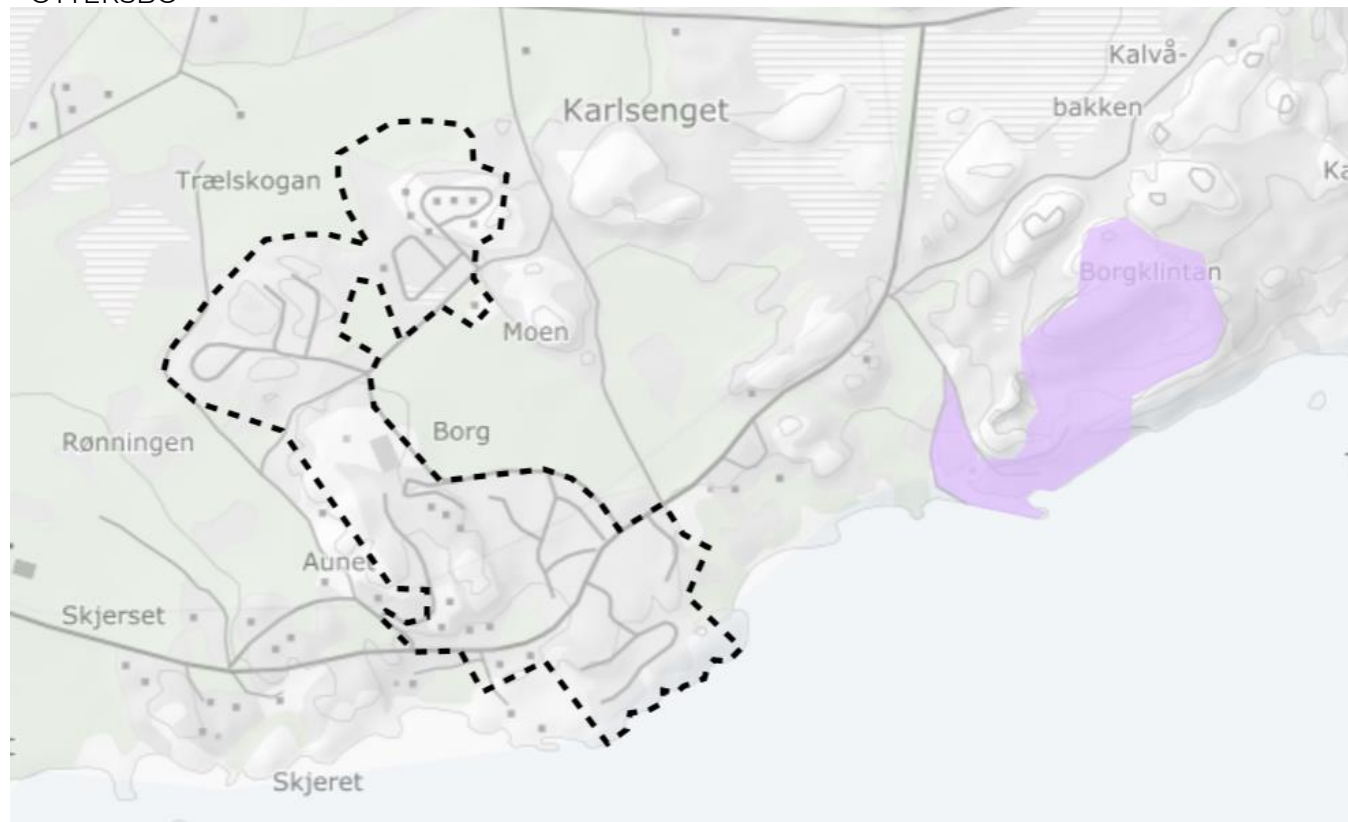 Kalvå-
bakken
Karlsenget
Trælskogan
Borgklintan
Moen
Borg
Rønningen
Aunet
Skjerset
Skjeret